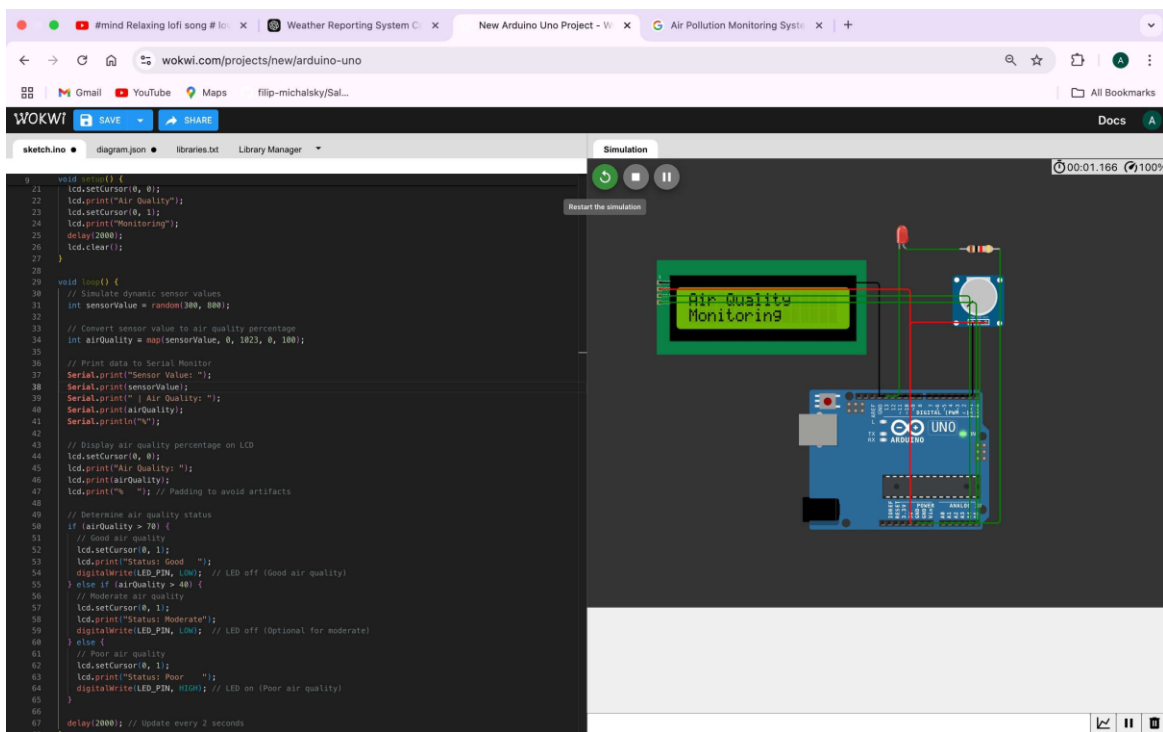 #mind Relaxing lofi song # lo
Weather Reporting System C
New Arduino Uno Project - W
Air Pollution Monitoring Syste
wokwi.com/projects/new/arduino-uno
A
Gmail
YouTube
Maps
filip-michalsky/Sal...
All Bookmarks
WOKWI
SAVE
SHARE
Docs
A
sketch.ino
diagram.json
libraries.txt
Library Manager
Simulation
00:01.166
100%
Restart the simulation
9 void setup() {
21 lcd.setCursor(0, 0);
22 lcd.print("Air Quality");
23 lcd.setCursor(0, 1);
24 lcd.print("Monitoring");
25 delay(2000);
26 lcd.clear();
27 }
28
29 void loop() {
30 // Simulate dynamic sensor values
31 int sensorValue = random(300, 800);
32
33 // Convert sensor value to air quality percentage
34 int airQuality = map(sensorValue, 0, 1023, 0, 100);
35
36 // Print data to Serial Monitor
37 Serial.print("Sensor Value: ");
38 Serial.print(sensorValue);
39 Serial.print(" | Air Quality: ");
40 Serial.print(airQuality);
41 Serial.println("%");
42
43 // Display air quality percentage on LCD
44 lcd.setCursor(0, 0);
45 lcd.print("Air Quality: ");
46 lcd.print(airQuality);
47 lcd.print("%   "); // Padding to avoid artifacts
48
49 // Determine air quality status
50 if (airQuality > 70) {
51 // Good air quality
52 lcd.setCursor(0, 1);
53 lcd.print("Status: Good   ");
54 digitalWrite(LED_PIN, LOW); // LED off (Good air quality)
55 } else if (airQuality > 40) {
56 // Moderate air quality
57 lcd.setCursor(0, 1);
58 lcd.print("Status: Moderate");
59 digitalWrite(LED_PIN, LOW); // LED off (Optional for moderate)
60 } else {
61 // Poor air quality
62 lcd.setCursor(0, 1);
63 lcd.print("Status: Poor    ");
64 digitalWrite(LED_PIN, HIGH); // LED on (Poor air quality)
65 }
66
67 delay(2000); // Update every 2 seconds
Air Quality
Monitoring
DIGITAL (PWM ~)
UNO
TX
RX
ARDUINO
ON
POWER